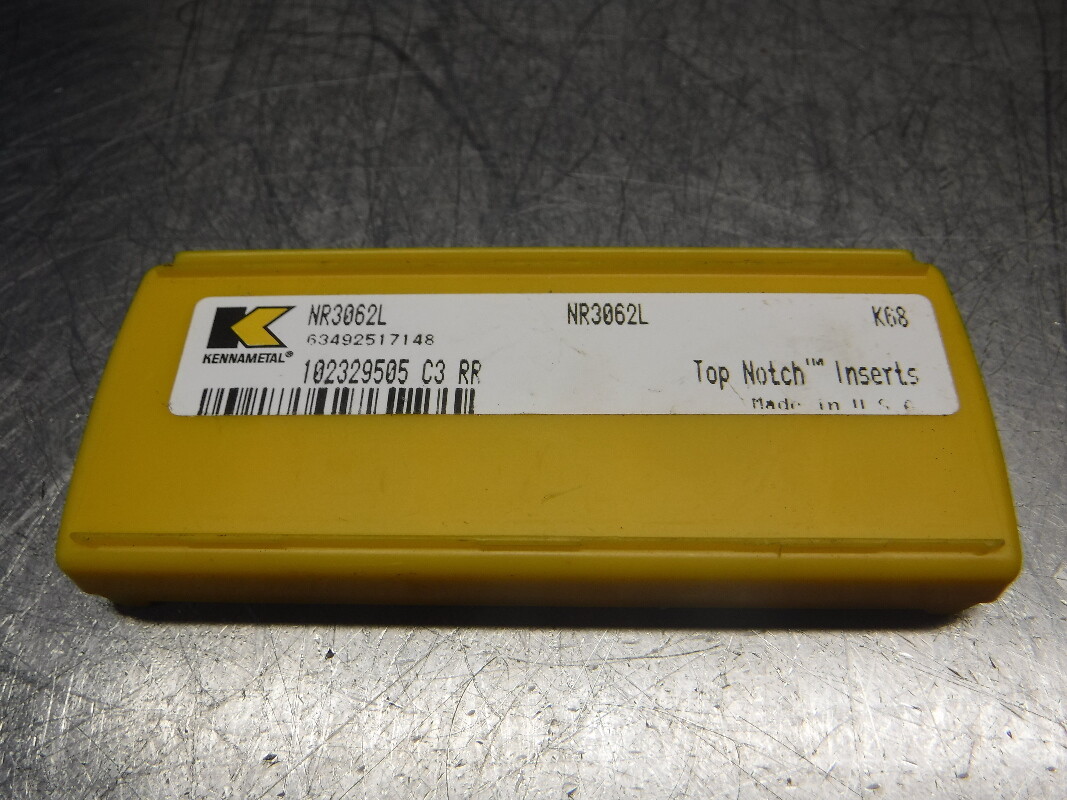 NR3062L NR3062L K68
63492517148
KENNAMETAL®
102329505 C3 RR Top Notch™ Inserts
Made in U.S.A